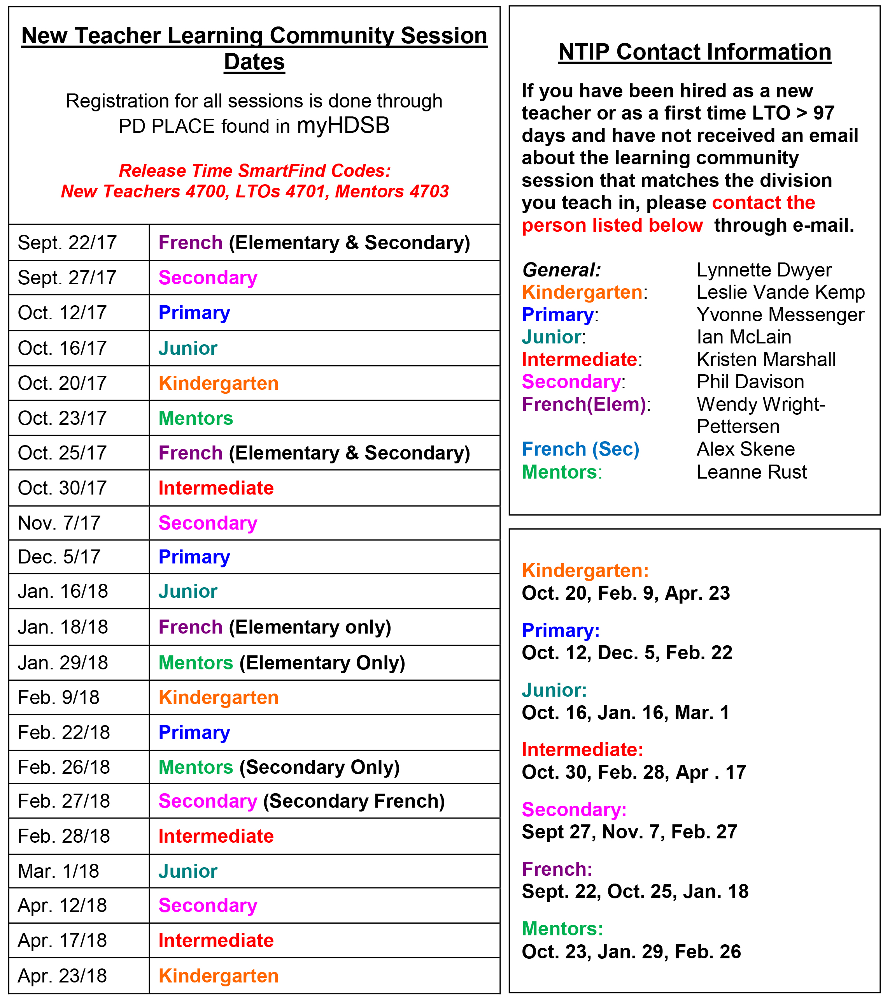 New Teacher Learning Community Session
Dates
Registration for all sessions is done through
PD PLACE found in myHDSB
Release Time SmartFind Codes:
New Teachers 4700, LTOs 4701, Mentors 4703
Sept. 22/17 French (Elementary & Secondary)
Sept. 27/17 Secondary
Oct. 12/17 Primary
Oct. 16/17 Junior
Oct. 20/17 Kindergarten
Oct. 23/17 Mentors
Oct. 25/17 French (Elementary & Secondary)
Oct. 30/17 Intermediate
Nov. 7/17 Secondary
Dec. 5/17 Primary
Jan. 16/18 Junior
Jan. 18/18 French (Elementary only)
Jan. 29/18 Mentors (Elementary Only)
Feb. 9/18 Kindergarten
Feb. 22/18 Primary
Feb. 26/18 Mentors (Secondary Only)
Feb. 27/18 Secondary (Secondary French)
Feb. 28/18 Intermediate
Mar. 1/18 Junior
Apr. 12/18 Secondary
Apr. 17/18 Intermediate
Apr. 23/18 Kindergarten
NTIP Contact Information
If you have been hired as a new
teacher or as a first time LTO > 97
days and have not received an email
about the learning community
session that matches the division
you teach in, please contact the
person listed below through e-mail.
General: Lynnette Dwyer
Kindergarten: Leslie Vande Kemp
Primary: Yvonne Messenger
Junior: Ian McLain
Intermediate: Kristen Marshall
Secondary: Phil Davison
French(Elem): Wendy Wright-
Pettersen
French (Sec) Alex Skene
Mentors: Leanne Rust
Kindergarten:
Oct. 20, Feb. 9, Apr. 23
Primary:
Oct. 12, Dec. 5, Feb. 22
Junior:
Oct. 16, Jan. 16, Mar. 1
Intermediate:
Oct. 30, Feb. 28, Apr . 17
Secondary:
Sept 27, Nov. 7, Feb. 27
French:
Sept. 22, Oct. 25, Jan. 18
Mentors:
Oct. 23, Jan. 29, Feb. 26